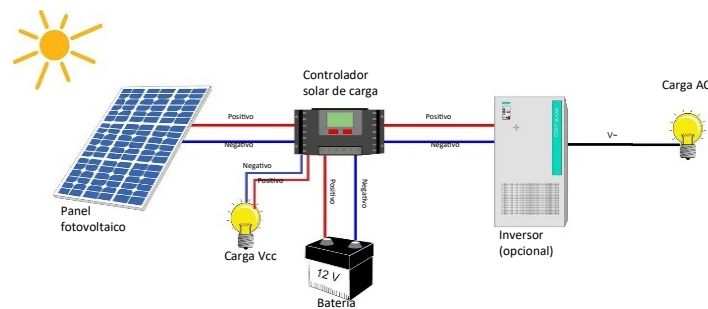 Controlador
solar de carga
Carga AC
Positivo
Positivo
Negativo
Negativo
V~
Negativo
Positivo
Positivo
Negativo
Panel
fotovoltaico
Carga Vcc
12 V
Batería
Inversor
(opcional)